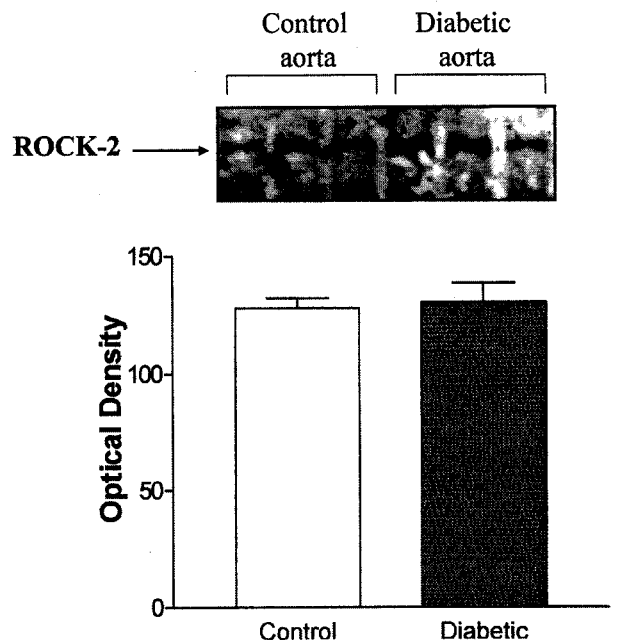 Control
aorta
Diabetic
aorta
ROCK-2
150
100
50
0
Optical Density
Control
Diabetic